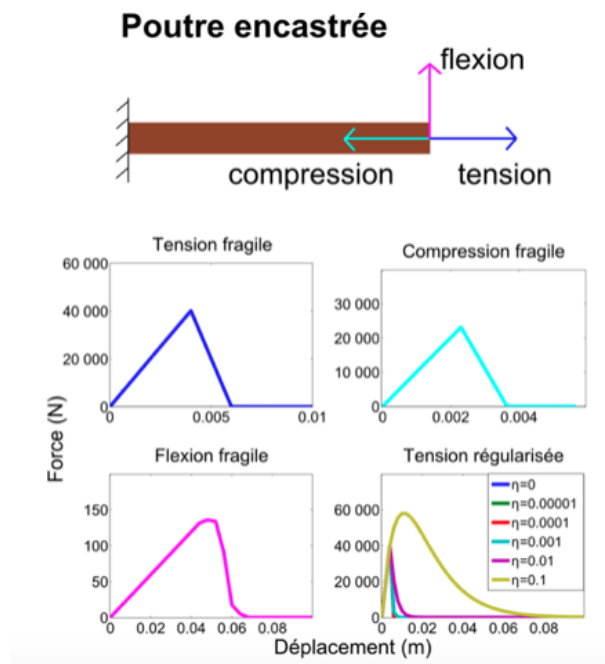 Poutre encastrée
flexion
compression
tension
Tension fragile
60 000
40 000
20 000
0
0
0.005
0.01
Compression fragile
30 000
20 000
10 000
0
0
0.002
0.004
Force (N)
Flexion fragile
150
100
50
0
0
0.02
0.04
0.06
0.08
Tension régularisée
60 000
40 000
20 000
0
0
0.02
0.04
0.06
0.08
η=0
η=0.00001
η=0.0001
η=0.001
η=0.01
η=0.1
Déplacement (m)